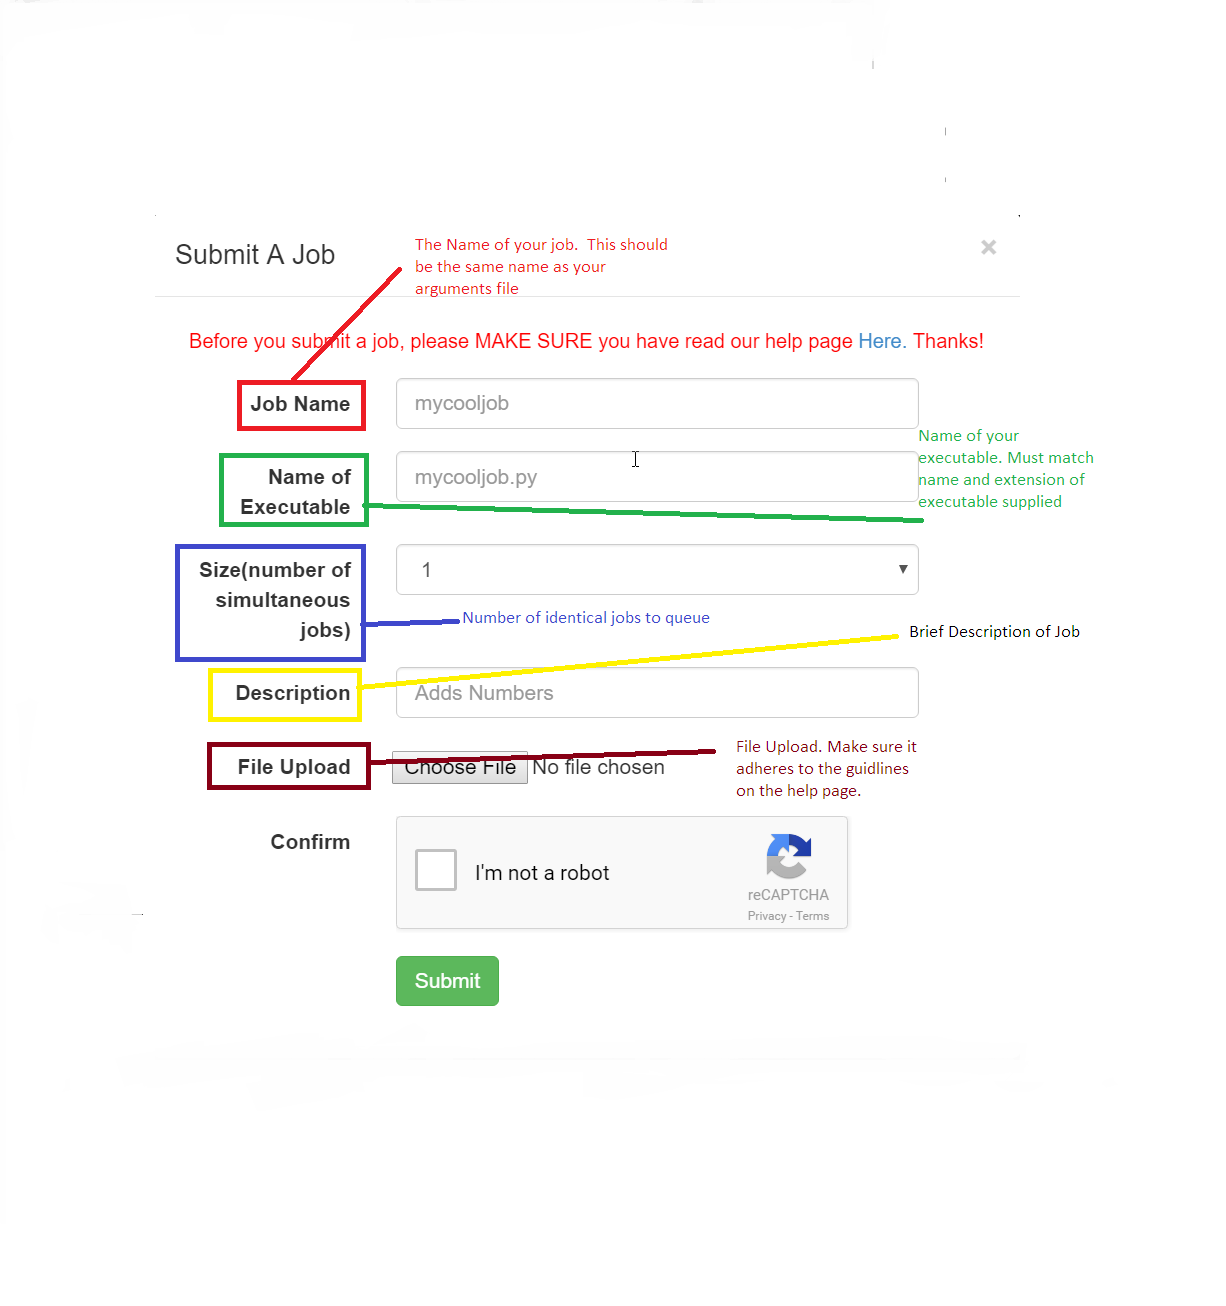 Submit A Job
The Name of your job.  This should
be the same name as your
arguments file
×
Before you submit a job, please MAKE SURE you have read our help page Here. Thanks!
Job Name
mycooljob
Name of
Executable
mycooljob.py
Name of your
executable. Must match
name and extension of
executable supplied
Size(number of
simultaneous
jobs)
1
Number of identical jobs to queue
Brief Description of Job
Description
Adds Numbers
File Upload
Choose File No file chosen
File Upload. Make sure it
adheres to the guidlines
on the help page.
Confirm
I'm not a robot
reCAPTCHA
Privacy - Terms
Submit